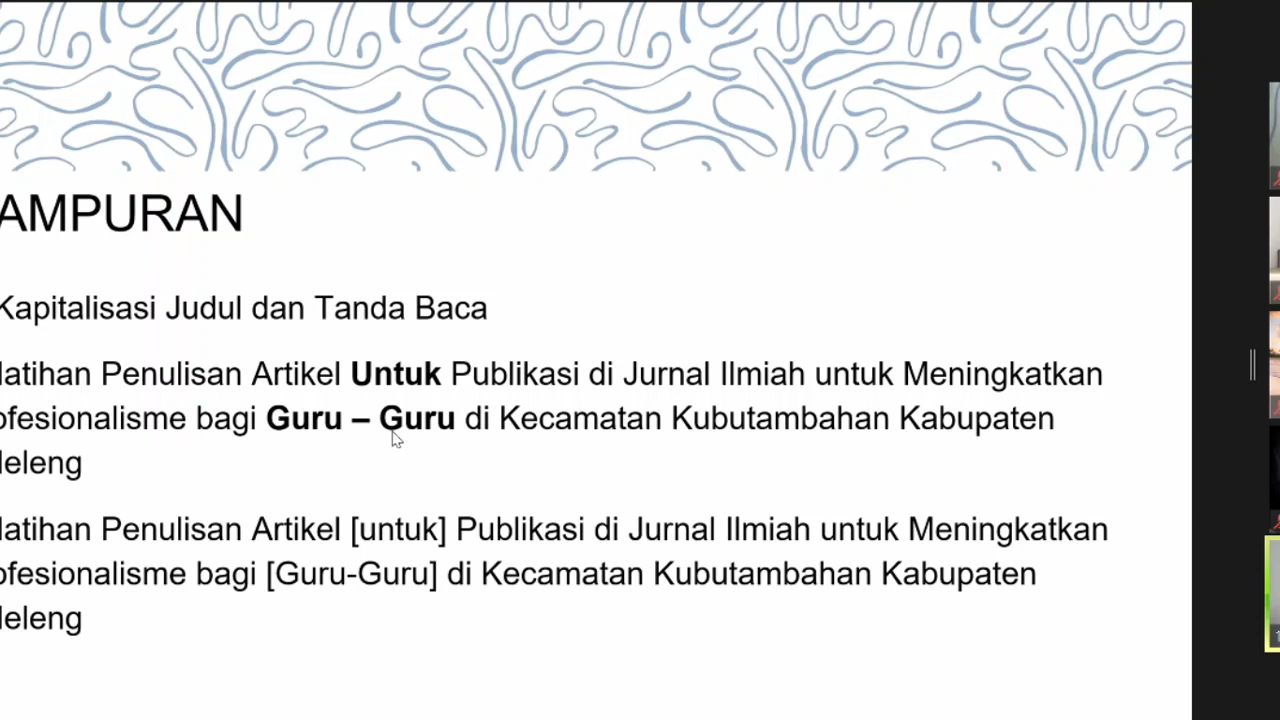 AMPURAN
Kapitalisasi Judul dan Tanda Baca
latihan Penulisan Artikel Untuk Publikasi di Jurnal Ilmiah untuk Meningkatkan
ofesionalisme bagi Guru – Guru di Kecamatan Kubutambahan Kabupaten
leleng
latihan Penulisan Artikel [untuk] Publikasi di Jurnal Ilmiah untuk Meningkatkan
ofesionalisme bagi [Guru-Guru] di Kecamatan Kubutambahan Kabupaten
leleng